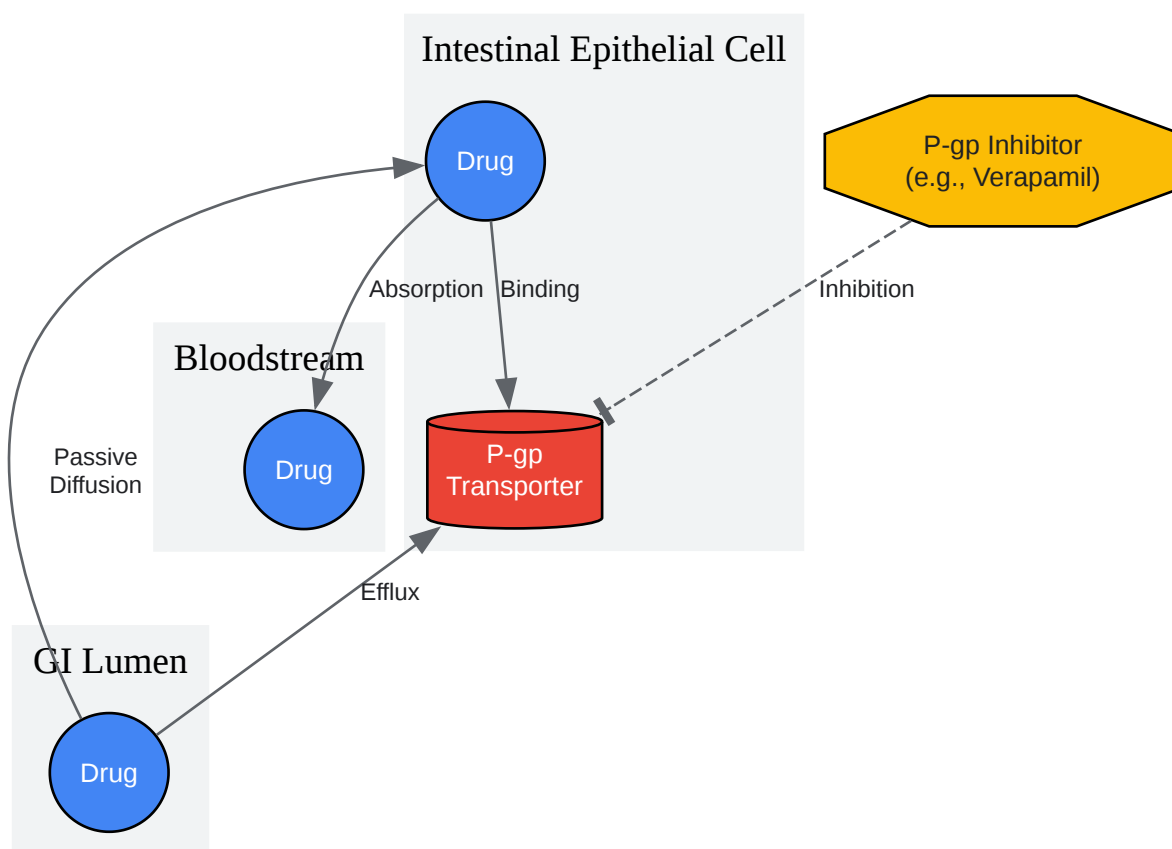 Intestinal Epithelial Cell
Drug
P-gp Inhibitor
(e.g., Verapamil)
Absorption
Binding
Inhibition
Bloodstream
Drug
P-gp
Transporter
Passive
Diffusion
Efflux
GI Lumen
Drug